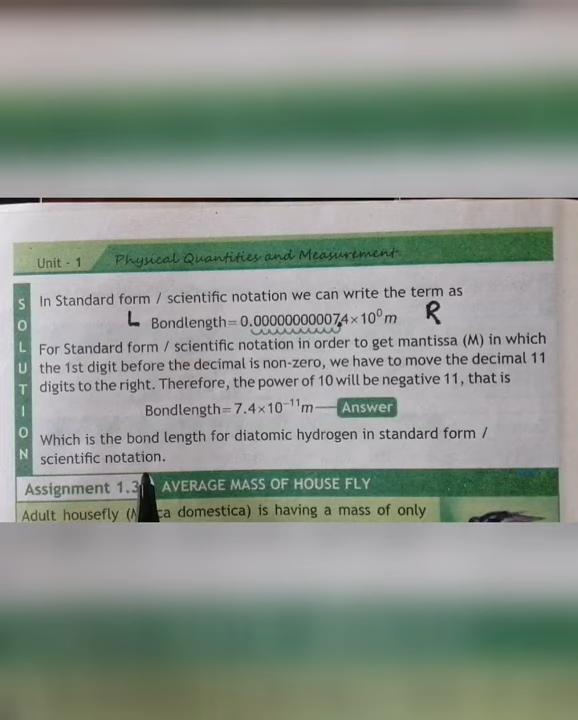 Unit - 1 Physical Quantities and Measurement
SOLUTION
In Standard form / scientific notation we can write the term as
L Bondlength= 0.000000000074×10⁰m R
For Standard form / scientific notation in order to get mantissa (M) in which
the 1st digit before the decimal is non-zero, we have to move the decimal 11
digits to the right. Therefore, the power of 10 will be negative 11, that is
Bondlength=7.4×10⁻¹¹m — Answer
Which is the bond length for diatomic hydrogen in standard form /
scientific notation.
Assignment 1.3 AVERAGE MASS OF HOUSE FLY
Adult housefly ( ca domestica) is having a mass of only